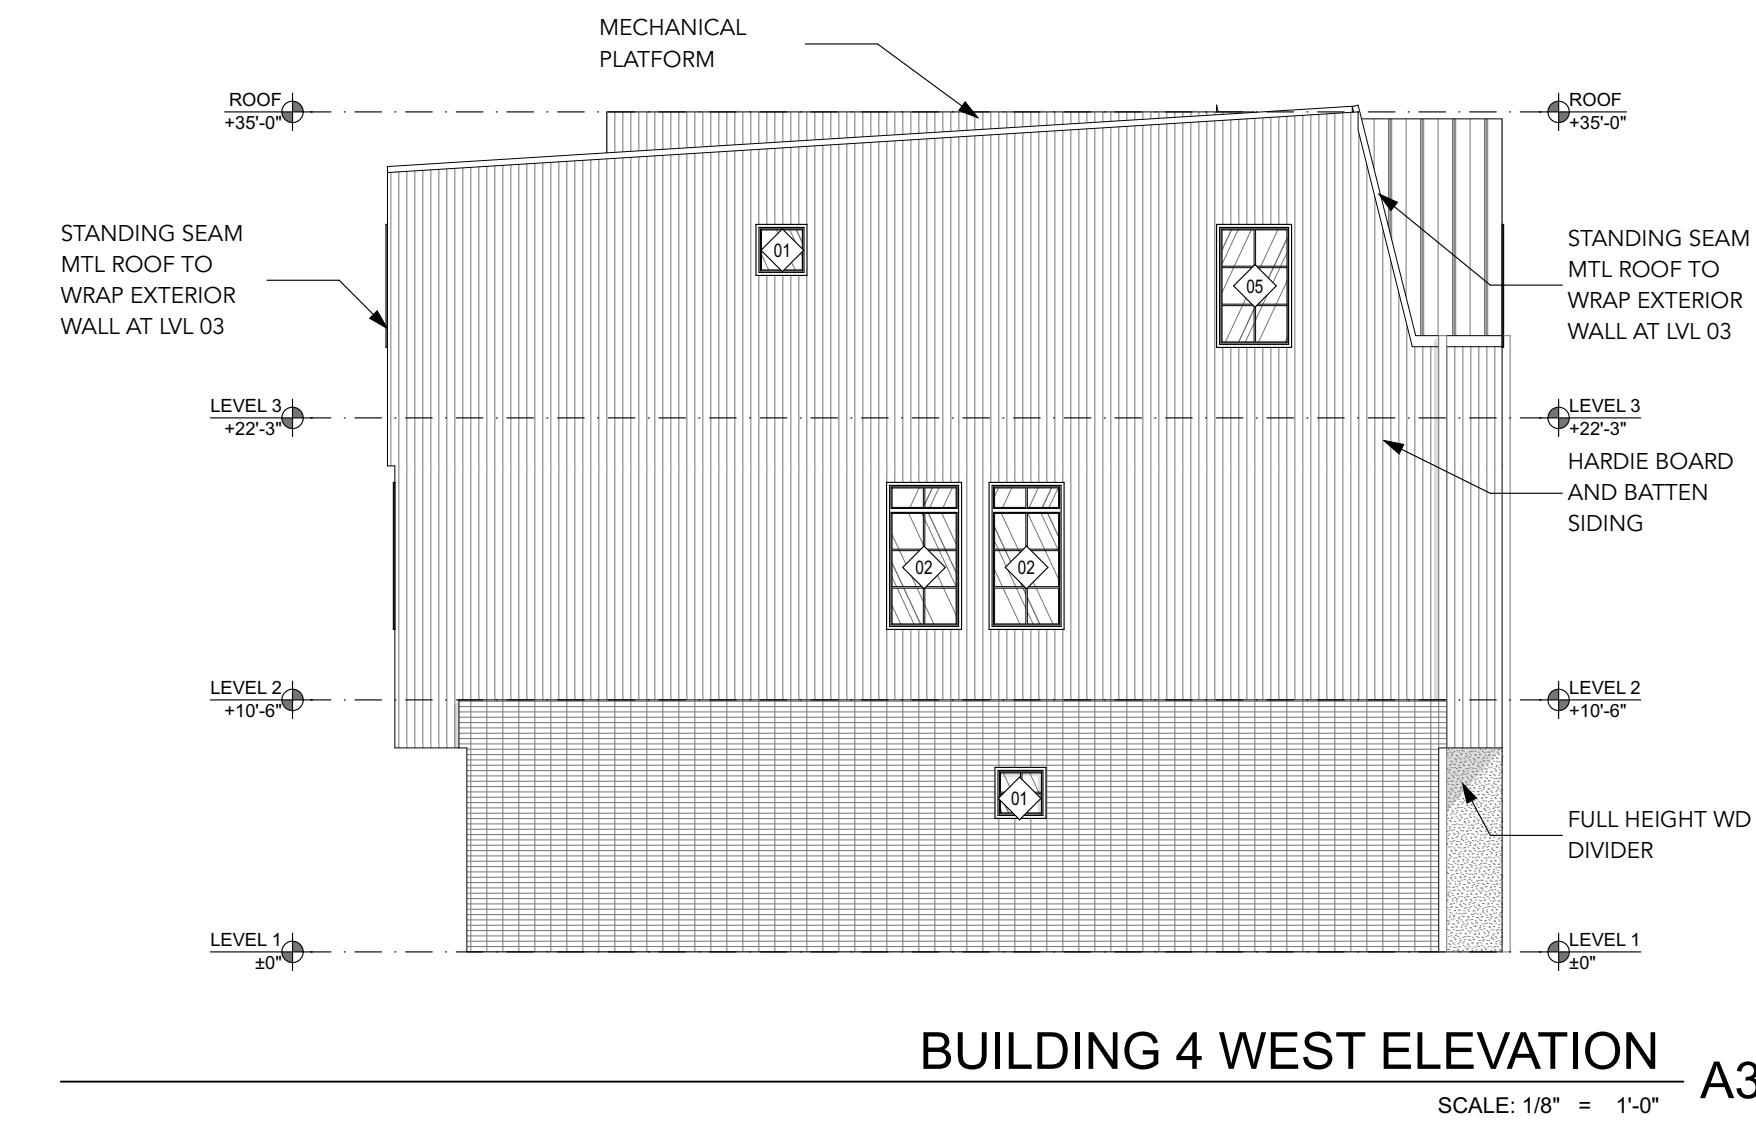 MECHANICAL
PLATFORM
ROOF
+35'-0"
ROOF
+35'-0"
STANDING SEAM
MTL ROOF TO
WRAP EXTERIOR
WALL AT LVL 03
STANDING SEAM
MTL ROOF TO
WRAP EXTERIOR
WALL AT LVL 03
01
05
LEVEL 3
+22'-3"
LEVEL 3
+22'-3"
HARDIE BOARD
AND BATTEN
SIDING
02
02
LEVEL 2
+10'-6"
LEVEL 2
+10'-6"
01
FULL HEIGHT WD
DIVIDER
LEVEL 1
±0"
LEVEL 1
±0"
BUILDING 4 WEST ELEVATION
A3
SCALE: 1/8" = 1'-0"